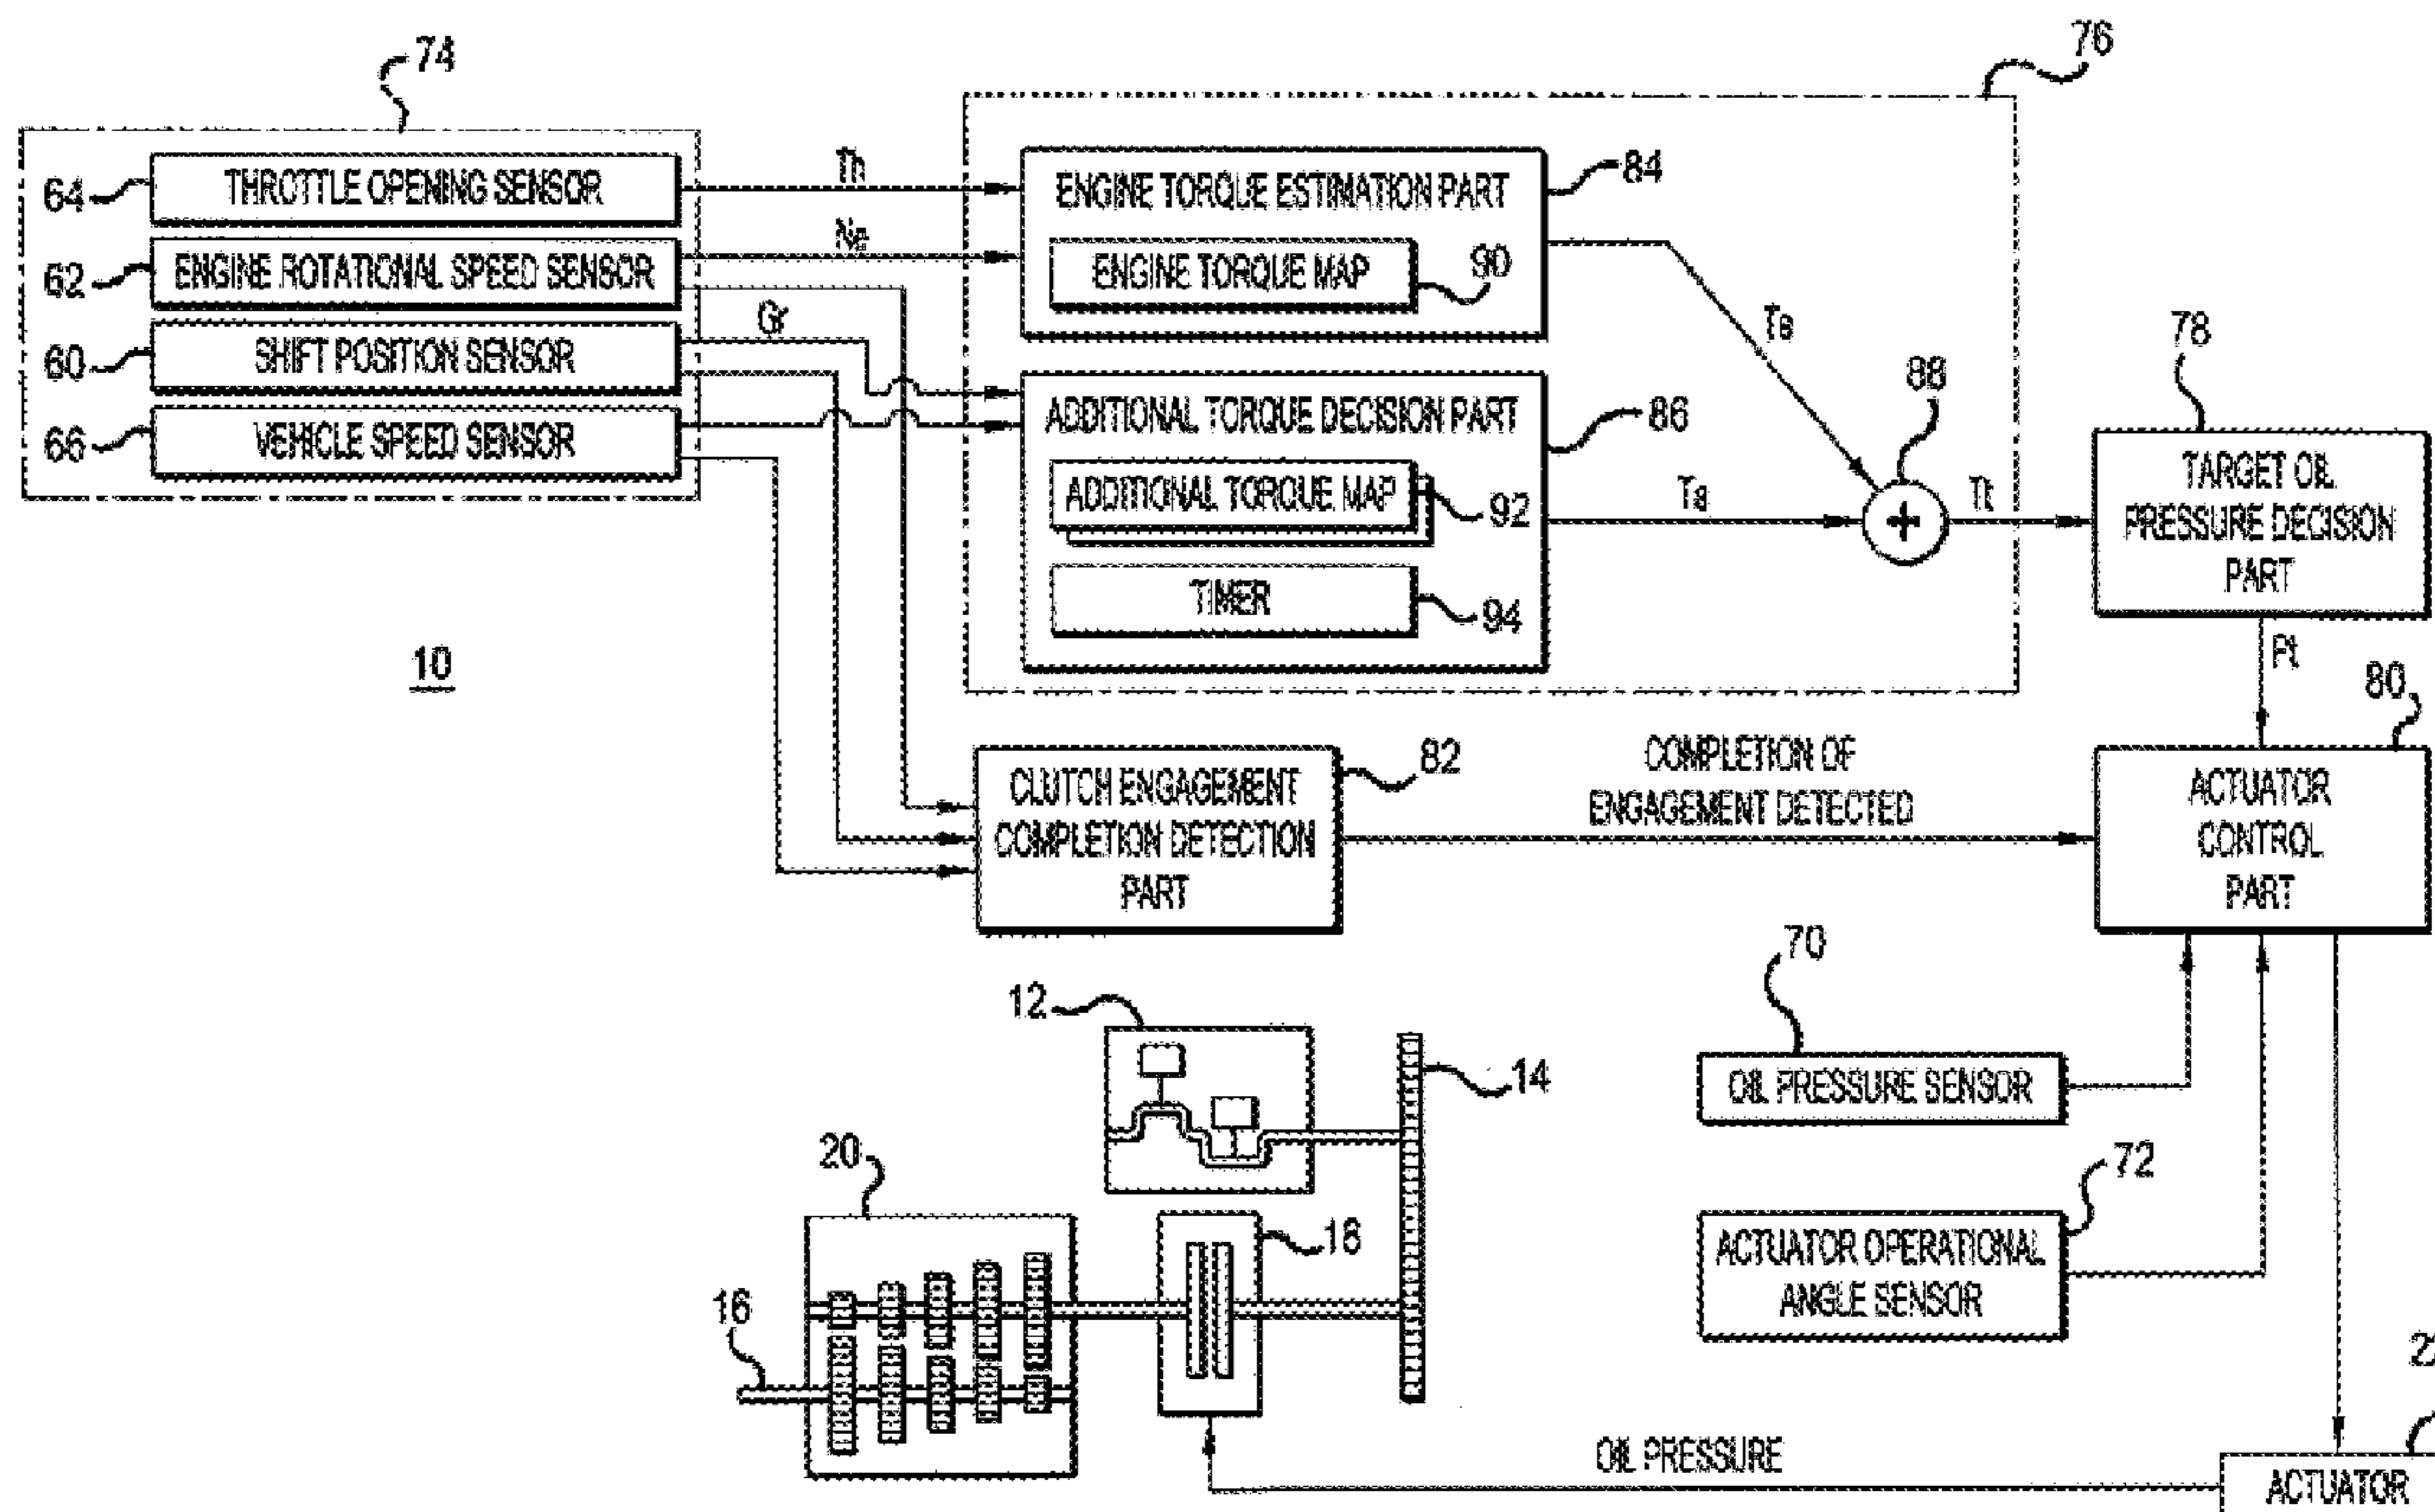 74
76
64
THROTTLE OPENING SENSOR
Th
ENGINE TORQUE ESTIMATION PART
84
62
ENGINE ROTATIONAL SPEED SENSOR
Ne
ENGINE TORQUE MAP
90
60
SHIFT POSITION SENSOR
Gr
Te
66
VEHICLE SPEED SENSOR
ADDITIONAL TORQUE DECISION PART
86
88
78
ADDITIONAL TORQUE MAP
92
Ta
+
Tt
TARGET OIL
PRESSURE DECISION
PART
TIMER
94
10
Pt
80
CLUTCH ENGAGEMENT
COMPLETION DETECTION
PART
82
COMPLETION OF
ENGAGEMENT DETECTED
ACTUATOR
CONTROL
PART
12
14
70
OIL PRESSURE SENSOR
20
18
72
ACTUATOR OPERATIONAL
ANGLE SENSOR
16
OIL PRESSURE
ACTUATOR